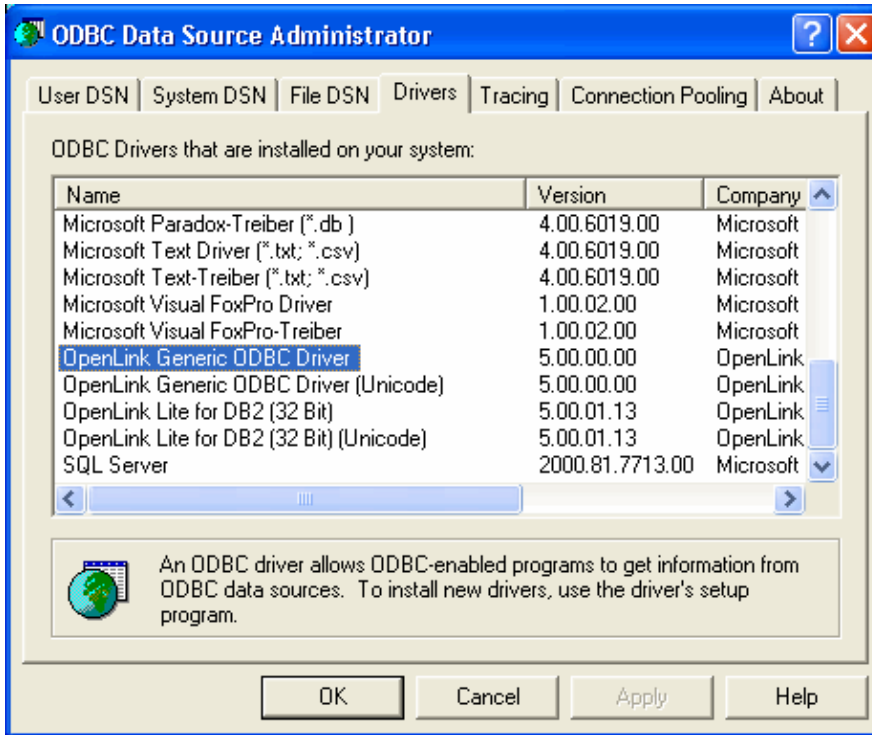 ODBC Data Source Administrator
User DSN System DSN File DSN Drivers Tracing Connection Pooling About
ODBC Drivers that are installed on your system:
Name Version Company
Microsoft Paradox-Treiber (*.db ) 4.00.6019.00 Microsoft
Microsoft Text Driver (*.txt; *.csv) 4.00.6019.00 Microsoft
Microsoft Text-Treiber (*.txt; *.csv) 4.00.6019.00 Microsoft
Microsoft Visual FoxPro Driver 1.00.02.00 Microsoft
Microsoft Visual FoxPro-Treiber 1.00.02.00 Microsoft
OpenLink Generic ODBC Driver 5.00.00.00 OpenLink
OpenLink Generic ODBC Driver (Unicode) 5.00.00.00 OpenLink
OpenLink Lite for DB2 (32 Bit) 5.00.01.13 OpenLink
OpenLink Lite for DB2 (32 Bit) (Unicode) 5.00.01.13 OpenLink
SQL Server 2000.81.7713.00 Microsoft
An ODBC driver allows ODBC-enabled programs to get information from
ODBC data sources. To install new drivers, use the driver's setup
program.
OK Cancel Apply Help